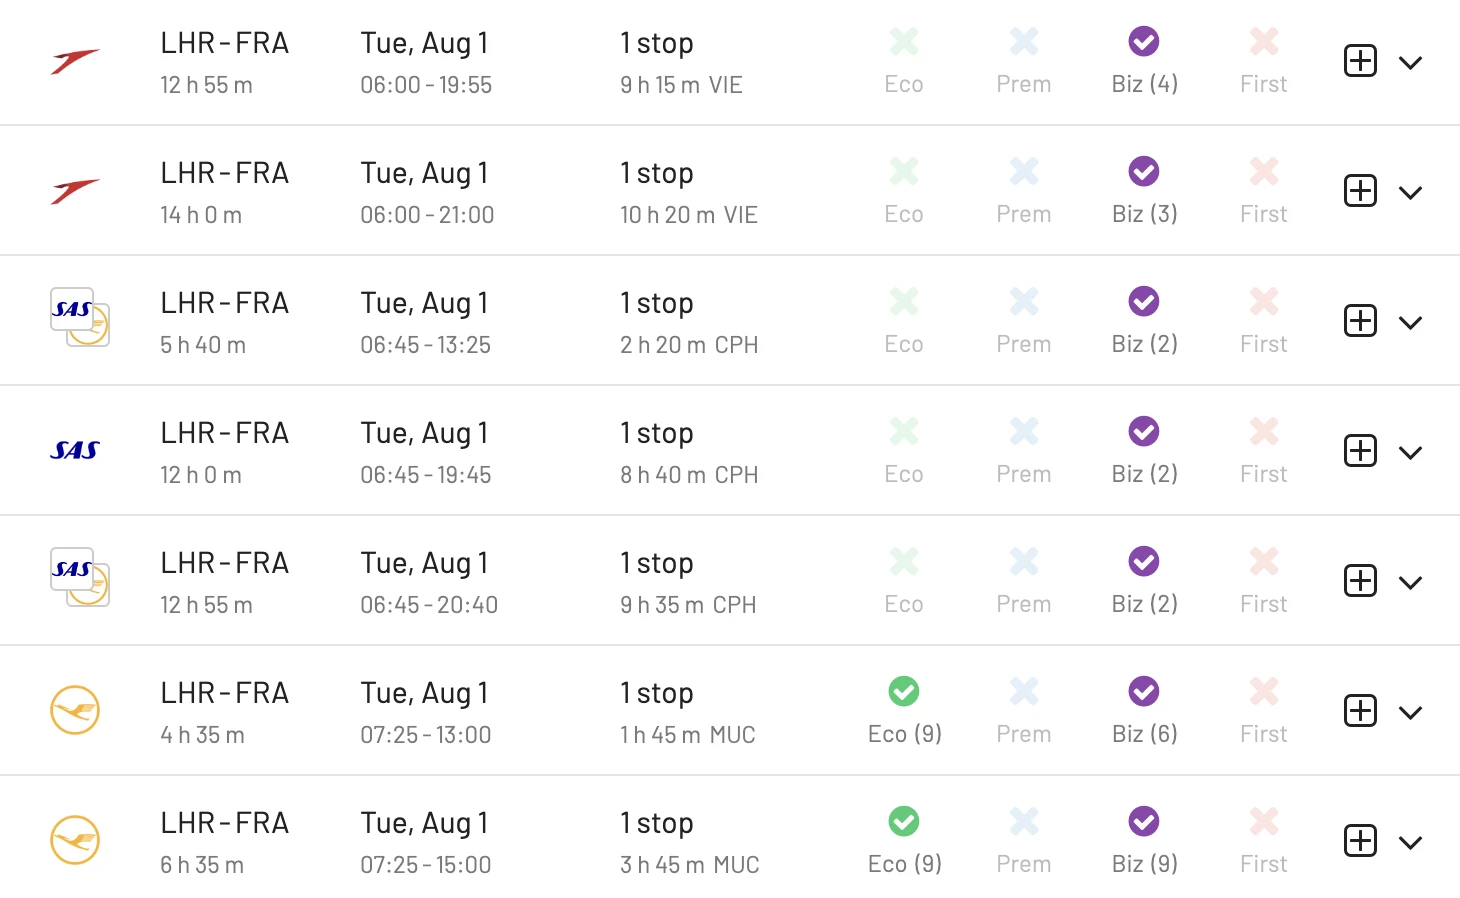 LHR-FRA Tue, Aug 1 1 stop
12 h 55 m 06:00 - 19:55 9 h 15 m VIE Eco Prem Biz (4) First
LHR-FRA Tue, Aug 1 1 stop
14 h 0 m 06:00 - 21:00 10 h 20 m VIE Eco Prem Biz (3) First
SAS LHR-FRA Tue, Aug 1 1 stop
5 h 40 m 06:45 - 13:25 2 h 20 m CPH Eco Prem Biz (2) First
SAS LHR-FRA Tue, Aug 1 1 stop
12 h 0 m 06:45 - 19:45 8 h 40 m CPH Eco Prem Biz (2) First
SAS LHR-FRA Tue, Aug 1 1 stop
12 h 55 m 06:45 - 20:40 9 h 35 m CPH Eco Prem Biz (2) First
LHR-FRA Tue, Aug 1 1 stop
4 h 35 m 07:25 - 13:00 1 h 45 m MUC Eco (9) Prem Biz (6) First
LHR-FRA Tue, Aug 1 1 stop
6 h 35 m 07:25 - 15:00 3 h 45 m MUC Eco (9) Prem Biz (9) First